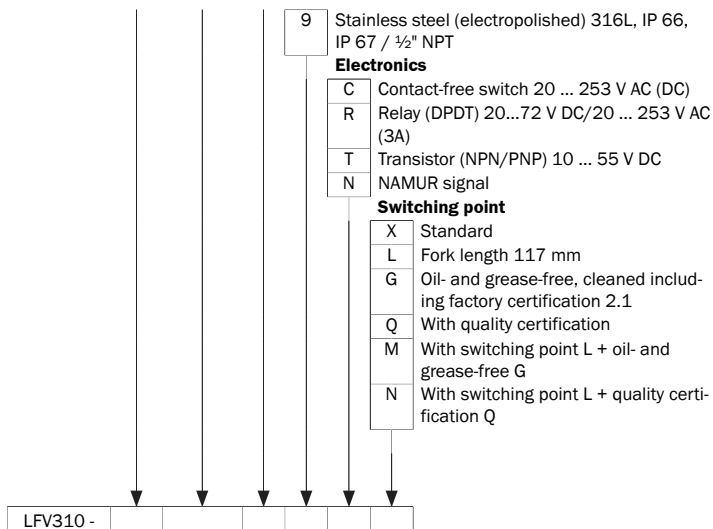 9 Stainless steel (electropolished) 316L, IP 66,
IP 67 / ½" NPT
Electronics
C Contact-free switch 20 ... 253 V AC (DC)
R Relay (DPDT) 20...72 V DC/20 ... 253 V AC
(3A)
T Transistor (NPN/PNP) 10 ... 55 V DC
N NAMUR signal
Switching point
X Standard
L Fork length 117 mm
G Oil- and grease-free, cleaned includ-
ing factory certification 2.1
Q With quality certification
M With switching point L + oil- and
grease-free G
N With switching point L + quality certi-
fication Q
LFV310 -